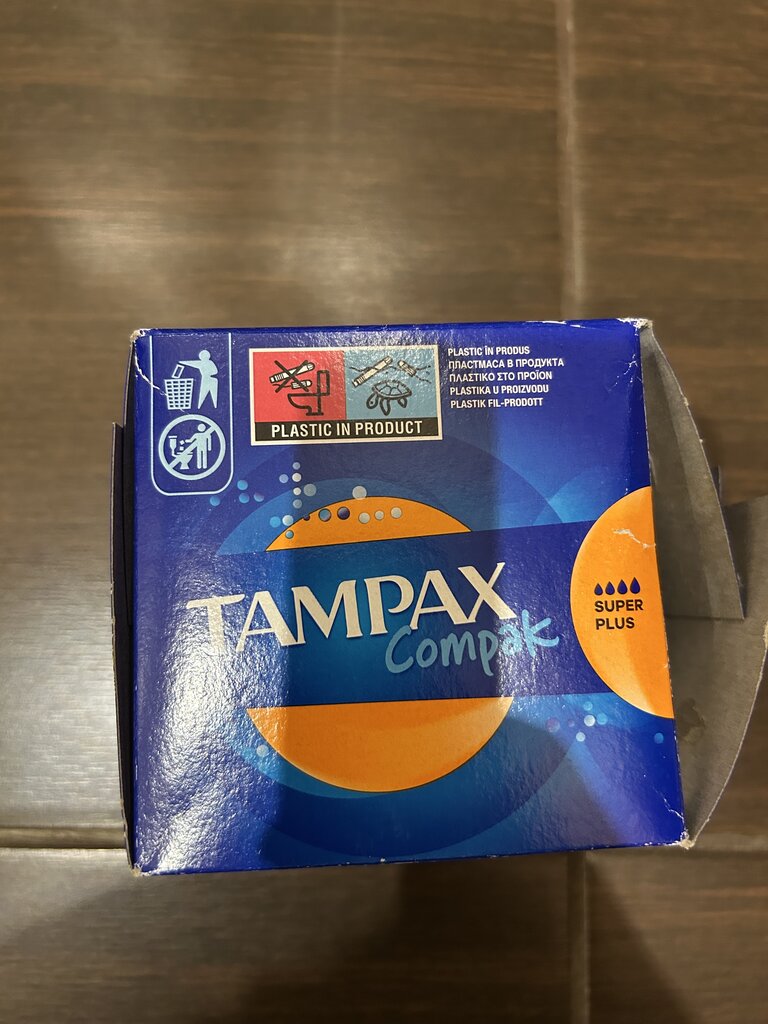 PLASTIC IN PRODUCT
PLASTIC ÎN PRODUS
ПЛАСТМАСА В ПРОДУКТА
ΠΛΑΣΤΙΚΟ ΣΤΟ ΠΡΟΪΟΝ
PLASTIKA U PROIZVODU
PLASTIK FIL-PRODOTT
TAMPAX
Compak
SUPER
PLUS